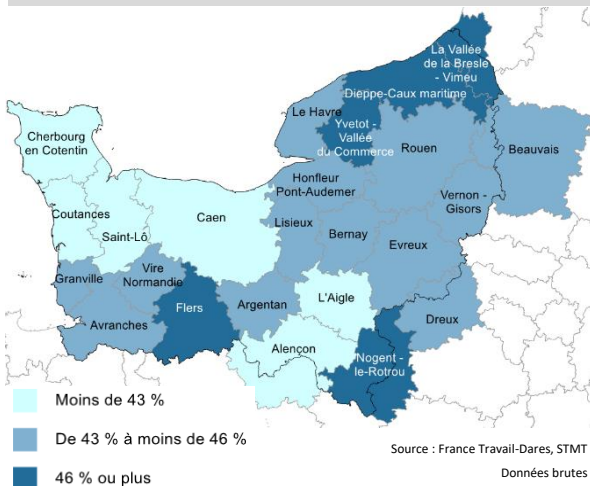 La Vallée
de la Bresle
- Vimeu
Dieppe-Caux maritime
Le Havre
Yvetot -
Vallée
du Commerce
Cherbourg
en Cotentin
Rouen
Beauvais
Honfleur
Pont-Audemer
Vernon -
Gisors
Coutances
Caen
Saint-Lô
Lisieux
Bernay
Evreux
Granville
Vire
Normandie
Flers
Argentan
L'Aigle
Avranches
Dreux
Alençon
Nogent -
le-Rotrou
Moins de 43 %
De 43 % à moins de 46 %
46 % ou plus
Source : France Travail-Dares, STMT
Données brutes